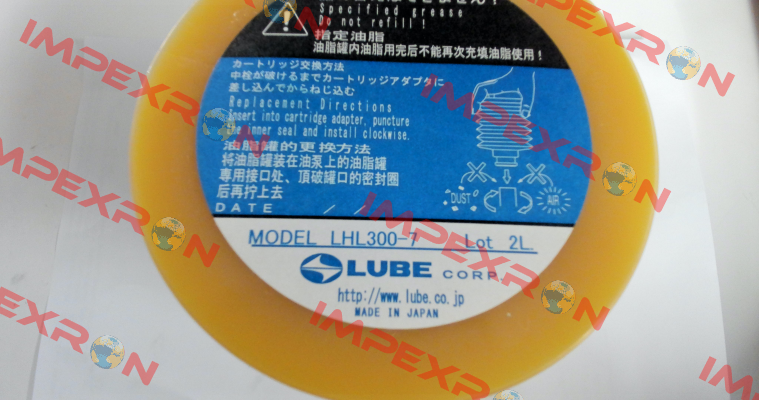 Specified grease
Do not refill!
指定油脂
油脂罐内油脂用完后不能再次充填油脂使用！
カートリッジ交換方法
中栓が破けるまでカートリッジアダプタに
差し込んでからねじ込む
Replacement Directions
Insert into cartridge adapter, puncture
the inner seal and install clockwise.
油脂罐的更换方法
将油脂罐装在油泵上的油脂罐
专用接口处、頂破罐口的密封圈
后再拧上去
DATE / /
DUST
AIR
MODEL LHL300-7 Lot 2L
LUBE CORP
http://www.lube.co.jp
MADE IN JAPAN
IMPEXRON
IMPEXRON
IMPEXRON
IMPEXRON
IMPEXRON